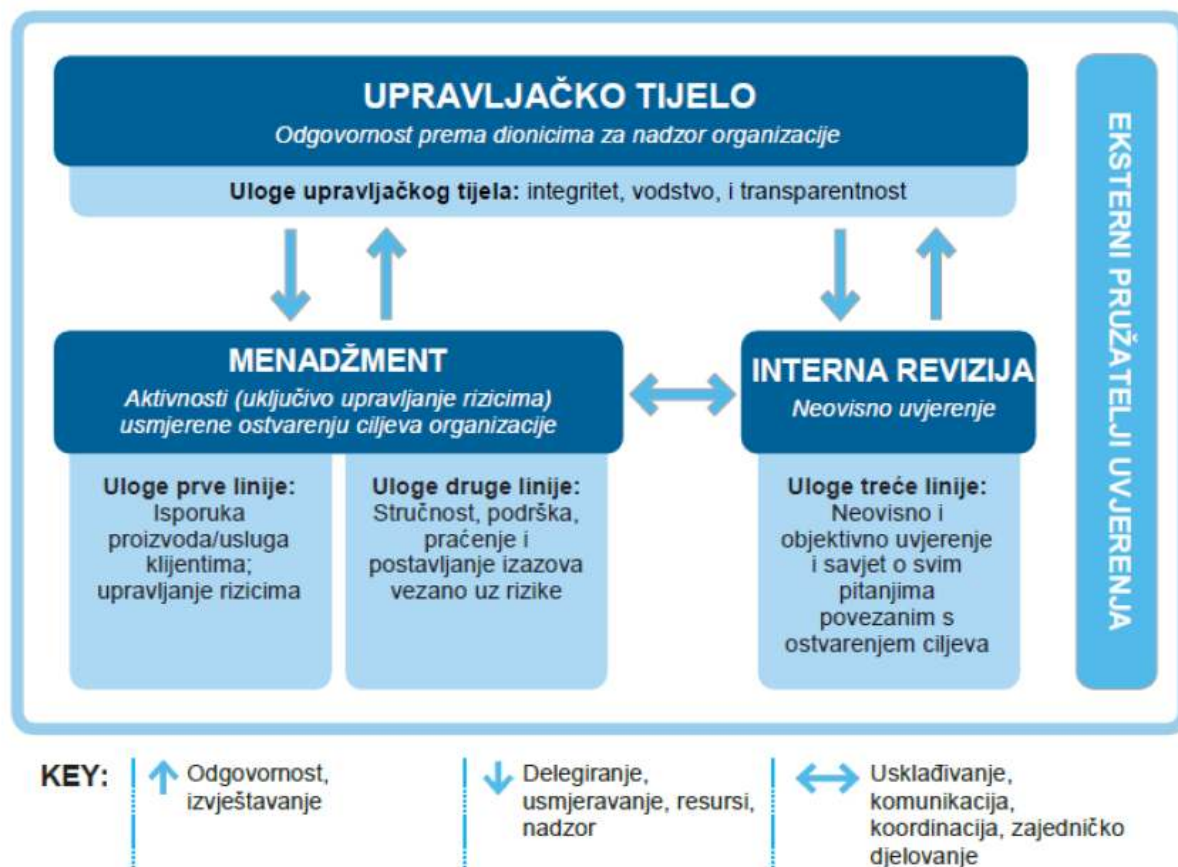 UPRAVLJAČKO TIJELO
Odgovornost prema dionicima za nadzor organizacije
Uloge upravljačkog tijela: integritet, vodstvo, i transparentnost
MENADŽMENT
Aktivnosti (uključivo upravljanje rizicima)
usmjerene ostvarenju ciljeva organizacije
Uloge prve linije:
Isporuka
proizvoda/usluga
klijentima;
upravljanje rizicima
Uloge druge linije:
Stručnost, podrška,
praćenje i
postavljanje izazova
vezano uz rizike
INTERNA REVIZIJA
Neovisno uvjerenje
Uloge treće linije:
Neovisno i
objektivno uvjerenje
i savjet o svim
pitanjima
povezanim s
ostvarenjem ciljeva
EKSTERNI PRUŽATELJI UVJERENJA
KEY:
Odgovornost,
izvještavanje
Delegiranje,
usmjeravanje, resursi,
nadzor
Usklađivanje,
komunikacija,
koordinacija, zajedničko
djelovanje